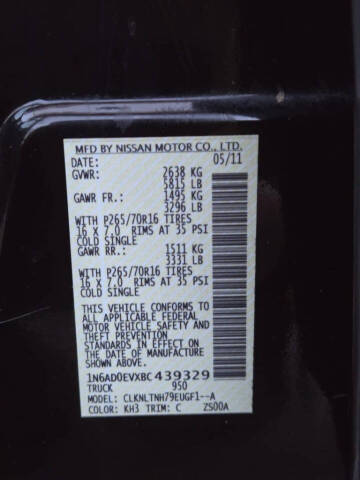 MFD BY NISSAN MOTOR CO., LTD.
DATE: 05/11
GVWR: 2638 KG
5815 LB
GAWR FR.: 1495 KG
3296 LB
WITH P265/70R16 TIRES
16 x 7.0 RIMS AT 35 PSI
COLD SINGLE
GAWR RR.: 1511 KG
3331 LB
WITH P265/70R16 TIRES
16 x 7.0 RIMS AT 35 PSI
COLD SINGLE
THIS VEHICLE CONFORMS TO
ALL APPLICABLE FEDERAL
MOTOR VEHICLE SAFETY
AND THEFT PREVENTION
STANDARDS IN EFFECT ON
THE DATE OF MANUFACTURE
SHOWN ABOVE.
1N6AD0EVXBC 439329
TRUCK 950
MODEL: CLKNLTNH79EUGF1--A
COLOR: KH3 TRIM: C ZS00A